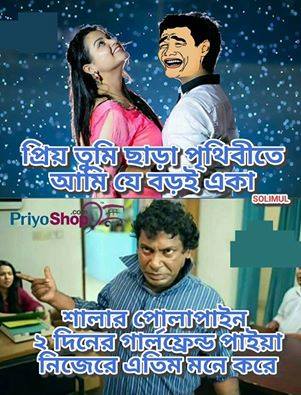 প্রিয় তুমি ছাড়া পৃথিবীতে
আমি যে বড়ই একা
SOLIMUL
PriyoShop.com
শালার পোলাপাইন
২ দিনের গার্লফ্রেন্ড পাইয়া
নিজেরে এতিম মনে করে